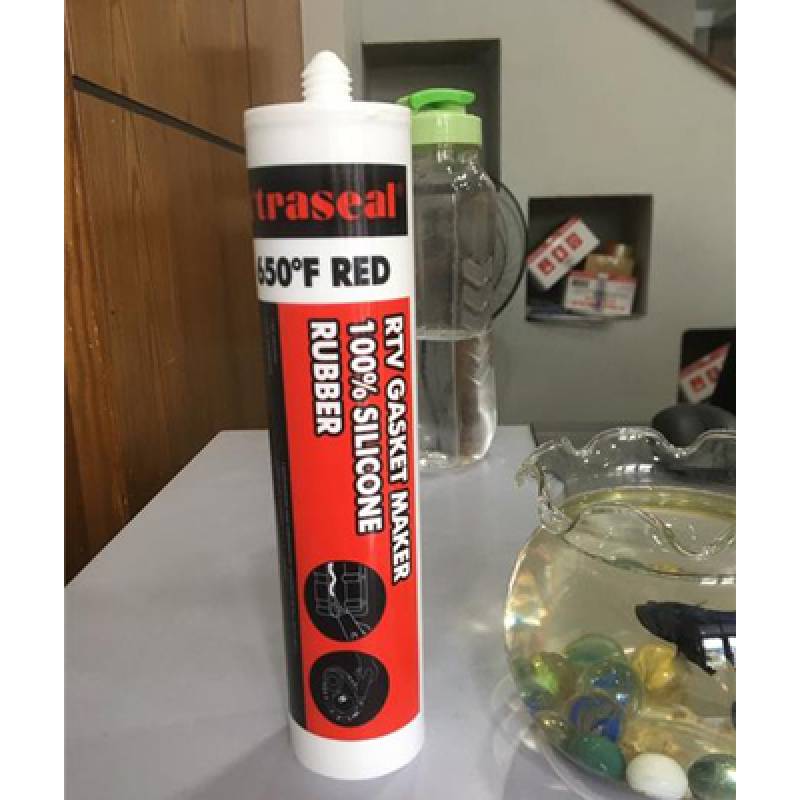 traseal®
650°F RED
RTV GASKET MAKER
100% SILICONE
RUBBER